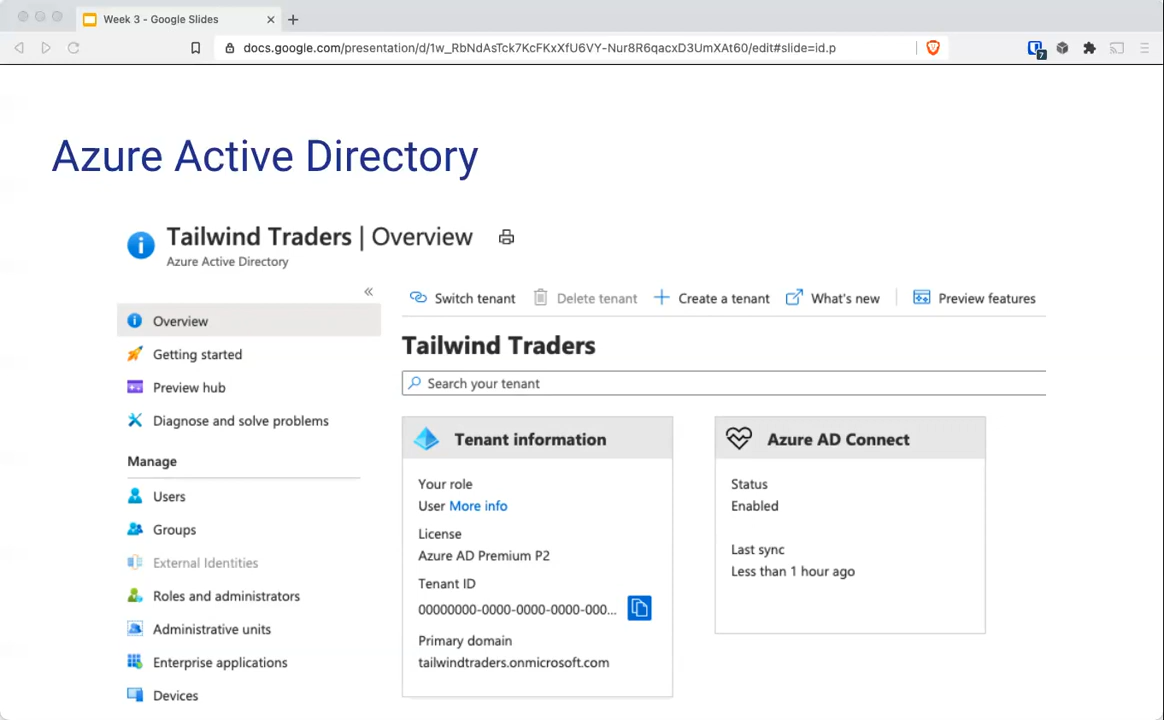 Week 3 - Google Slides
docs.google.com/presentation/d/1w_RbNdAsTck7KcFKxXfU6VY-Nur8R6qacxD3UmXAt60/edit#slide=id.p
7
Azure Active Directory
Tailwind Traders | Overview
Azure Active Directory
Switch tenant Delete tenant Create a tenant What's new Preview features
Overview
Getting started
Preview hub
Diagnose and solve problems
Manage
Users
Groups
External Identities
Roles and administrators
Administrative units
Enterprise applications
Devices
Tailwind Traders
Search your tenant
Tenant information
Your role
User More info
License
Azure AD Premium P2
Tenant ID
00000000-0000-0000-0000-000...
Primary domain
tailwindtraders.onmicrosoft.com
Azure AD Connect
Status
Enabled
Last sync
Less than 1 hour ago